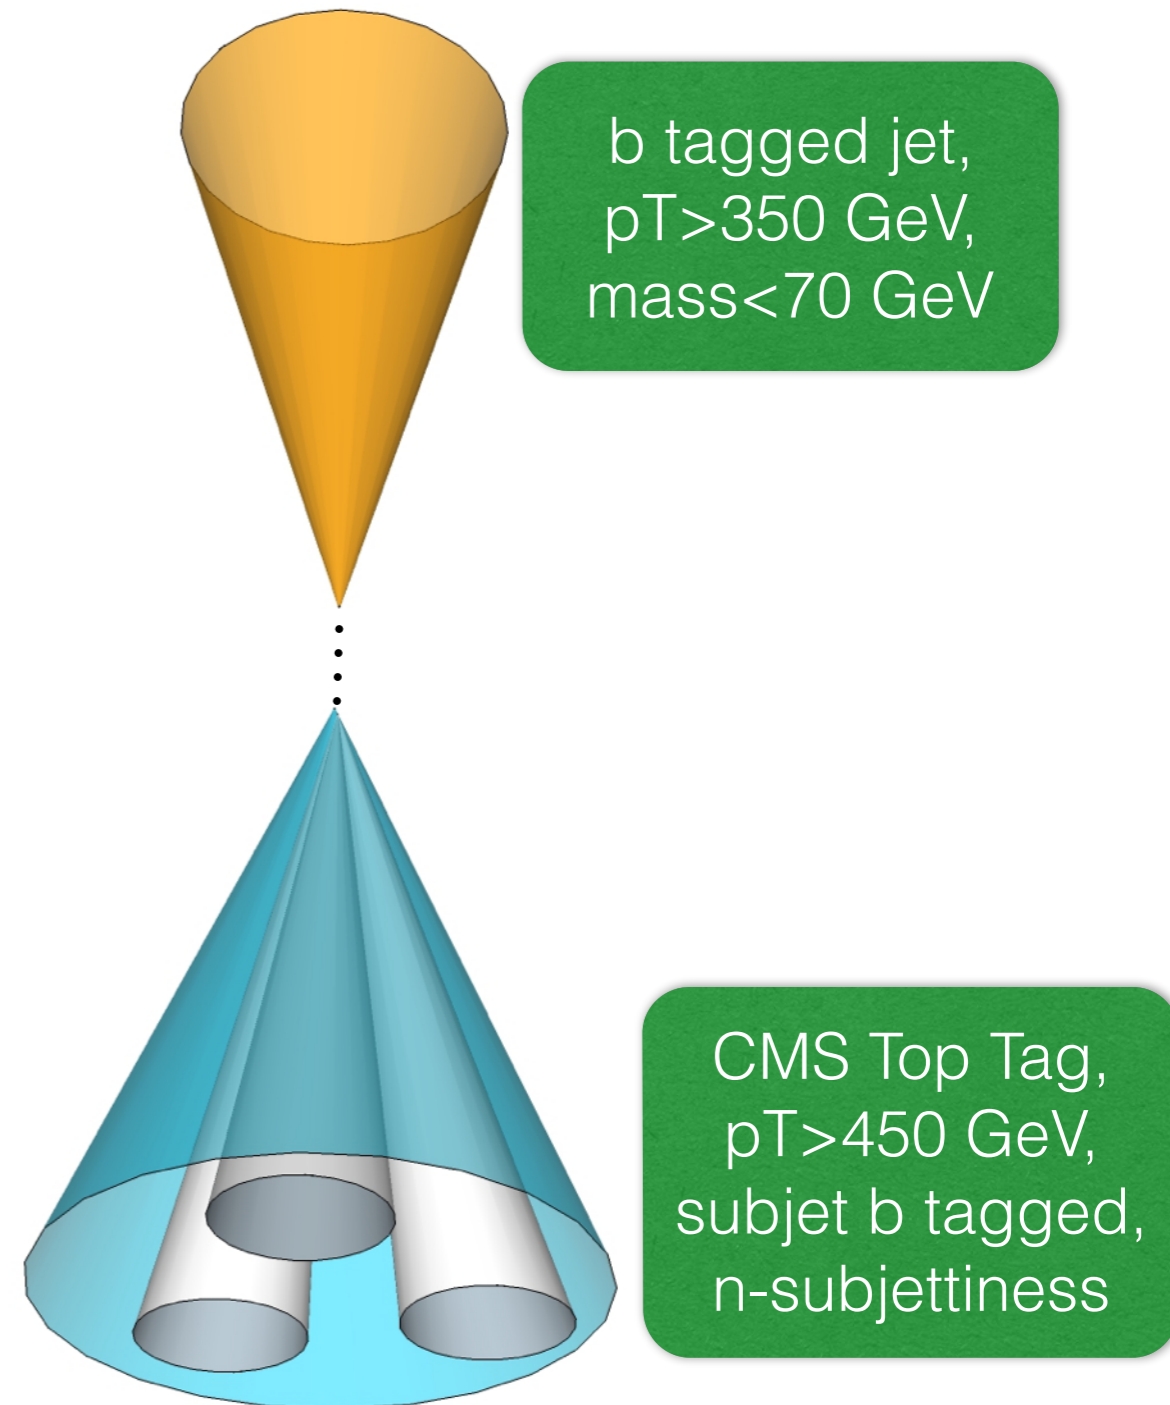 b tagged jet,
pT>350 GeV,
mass<70 GeV
CMS Top Tag,
pT>450 GeV,
subjet b tagged,
n-subjettiness